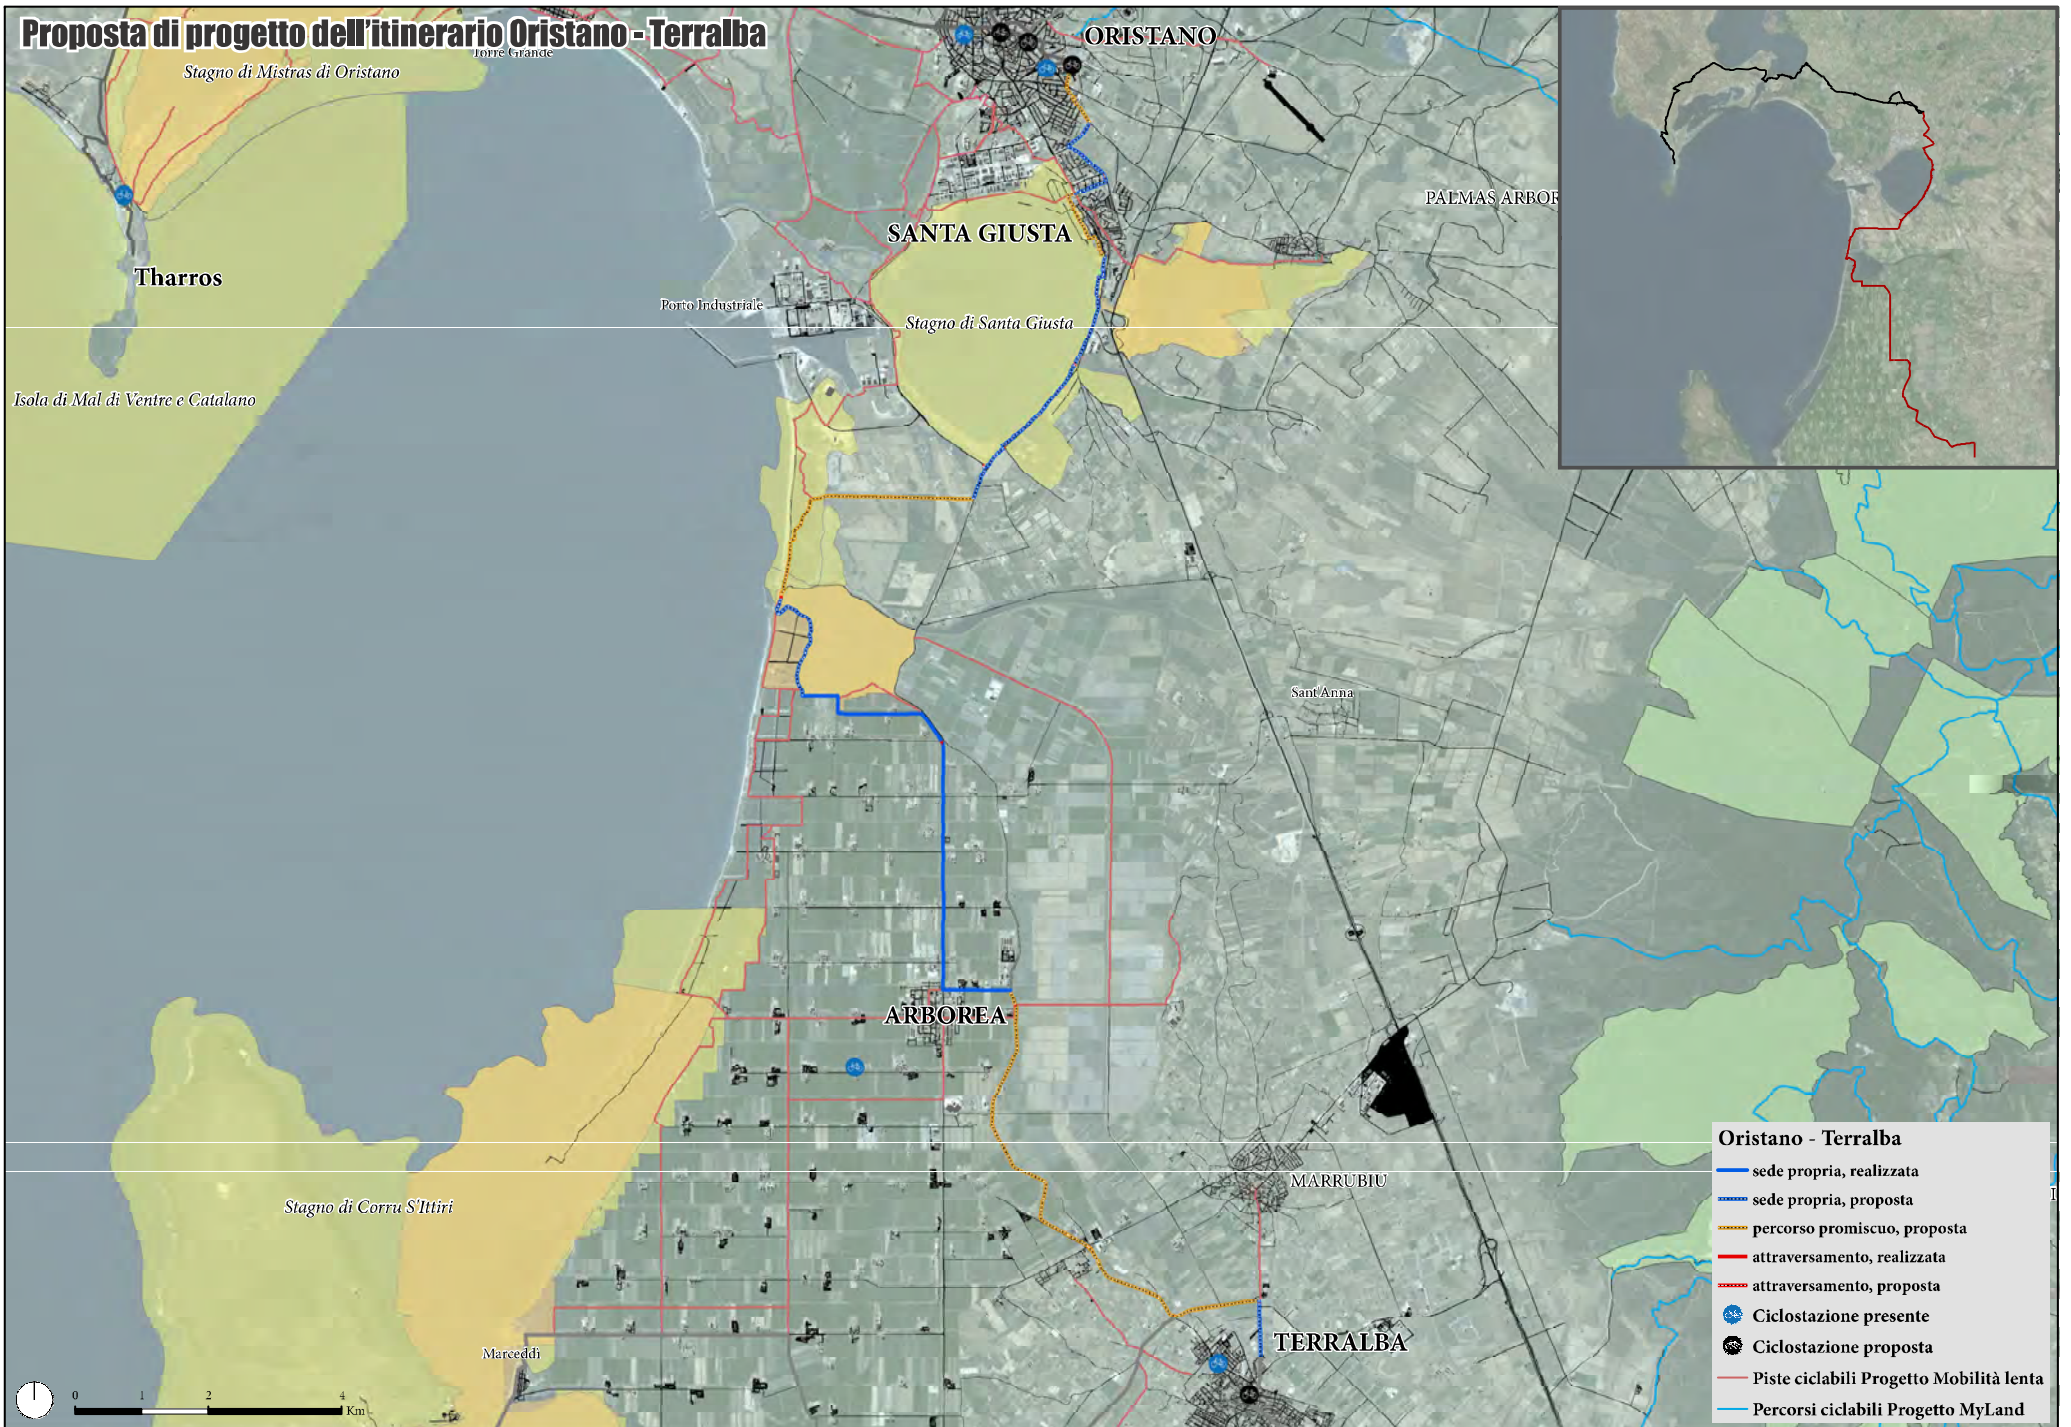 Proposta di progetto dell'itinerario Oristano - Terralba
Torre Grande
Stagno di Mistras di Oristano
ORISTANO
PALMAS ARBOR
SANTA GIUSTA
Tharros
Porto Industriale
Stagno di Santa Giusta
Isola di Mal di Ventre e Catalano
Sant'Anna
ARBOREA
MARRUBIU
Stagno di Corru S'Ittiri
TERRALBA
Marceddì
0 1 2 4
Km
Oristano - Terralba
sede propria, realizzata
sede propria, proposta
percorso promiscuo, proposta
attraversamento, realizzata
attraversamento, proposta
Ciclostazione presente
Ciclostazione proposta
Piste ciclabili Progetto Mobilità lenta
Percorsi ciclabili Progetto MyLand